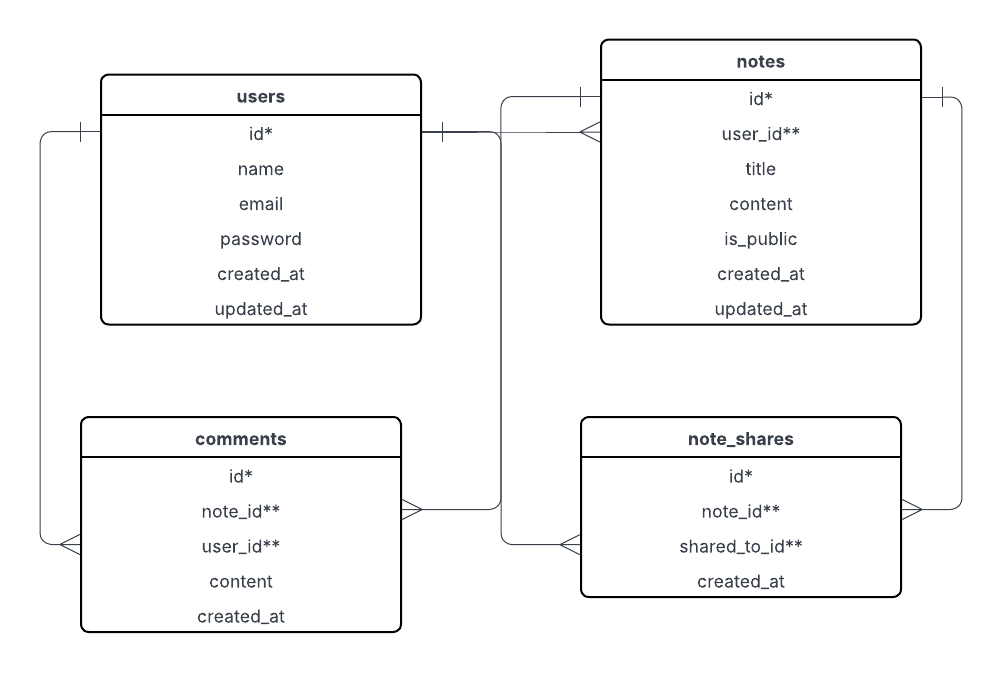 users
id*
name
email
password
created_at
updated_at
notes
id*
user_id**
title
content
is_public
created_at
updated_at
comments
id*
note_id**
user_id**
content
created_at
note_shares
id*
note_id**
shared_to_id**
created_at